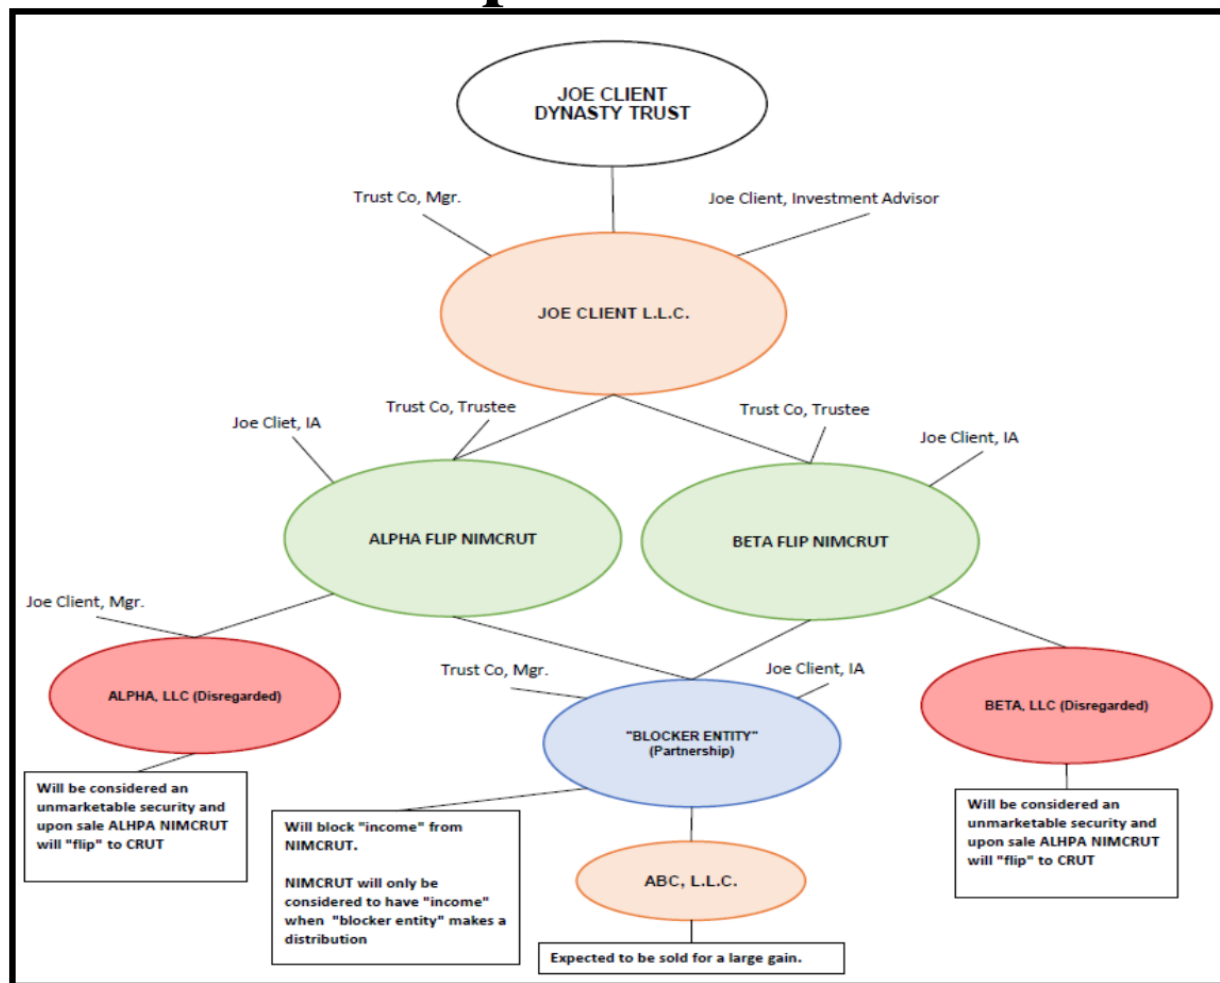 JOE CLIENT
DYNASTY TRUST
Trust Co, Mgr.
Joe Client, Investment Advisor
JOE CLIENT L.L.C.
Joe Cliet, IA
Trust Co, Trustee
Trust Co, Trustee
Joe Client, IA
ALPHA FLIP NIMCRUT
BETA FLIP NIMCRUT
Joe Client, Mgr.
Trust Co, Mgr.
Joe Client, IA
ALPHA, LLC (Disregarded)
"BLOCKER ENTITY"
(Partnership)
BETA, LLC (Disregarded)
Will be considered an
unmarketable security and
upon sale ALHPA NIMCRUT
will "flip" to CRUT
Will block "income" from
NIMCRUT.
NIMCRUT will only be
considered to have "income"
when "blocker entity" makes a
distribution
ABC, L.L.C.
Expected to be sold for a large gain.
Will be considered an
unmarketable security and
upon sale ALHPA NIMCRUT
will "flip" to CRUT